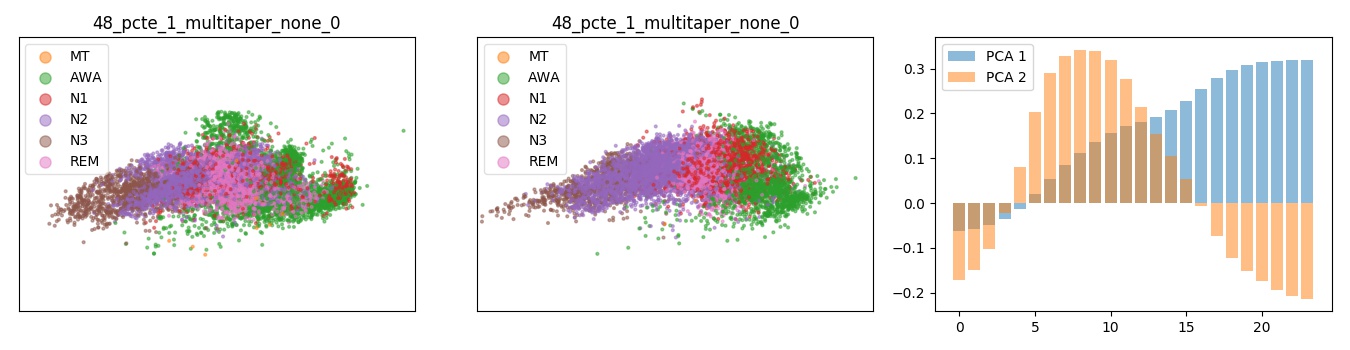 48_pcte_1_multitaper_none_0
MT
AWA
N1
N2
N3
REM
48_pcte_1_multitaper_none_0
MT
AWA
N1
N2
N3
REM
PCA 1
PCA 2
0.3
0.2
0.1
0.0
−0.1
−0.2
0 5 10 15 20